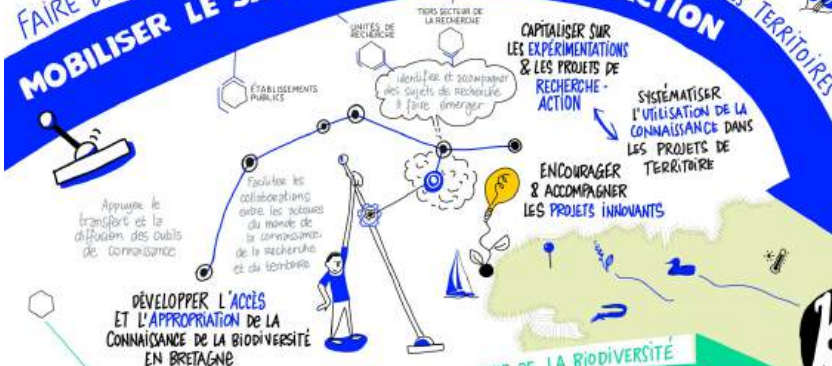 FAIRE
TERRITOIRES
MOBILISER LE
CTION
UNITÉS DE
RECHERCHE
TIERS SECTEUR DE
LA RECHERCHE
ÉTABLISSEMENTS
PUBLICS
identifier et accompagner
des sujets de recherche
à faire émerger
CAPITALISER SUR
LES EXPÉRIMENTATIONS
& LES PROJETS DE
RECHERCHE-
ACTION
SYSTÉMATISER
L'UTILISATION DE LA
CONNAISSANCE DANS
LES PROJETS DE
TERRITOIRE
ENCOURAGER
& ACCOMPAGNER
LES PROJETS INNOVANTS
Appuyer le
transfert et la
diffusion des outils
de connaissance
Faciliter les
collaborations
entre les acteurs
du monde de
la connaissance,
de la recherche
et du territoire
DÉVELOPPER L'ACCÈS
ET L'APPROPRIATION DE LA
CONNAISSANCE DE LA BIODIVERSITÉ
EN BRETAGNE
DE LA BIODIVERSITÉ